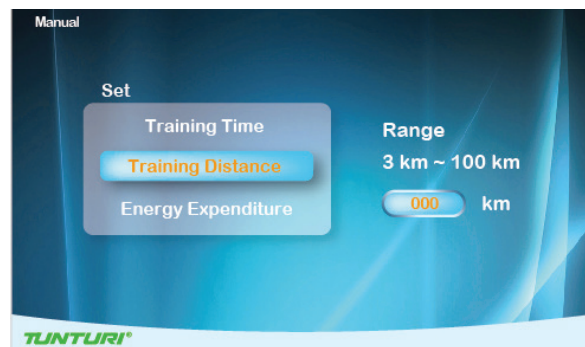 Manual
Set
Training Time
Training Distance
Energy Expenditure
Range
3 km ~ 100 km
000 km
TUNTURI®